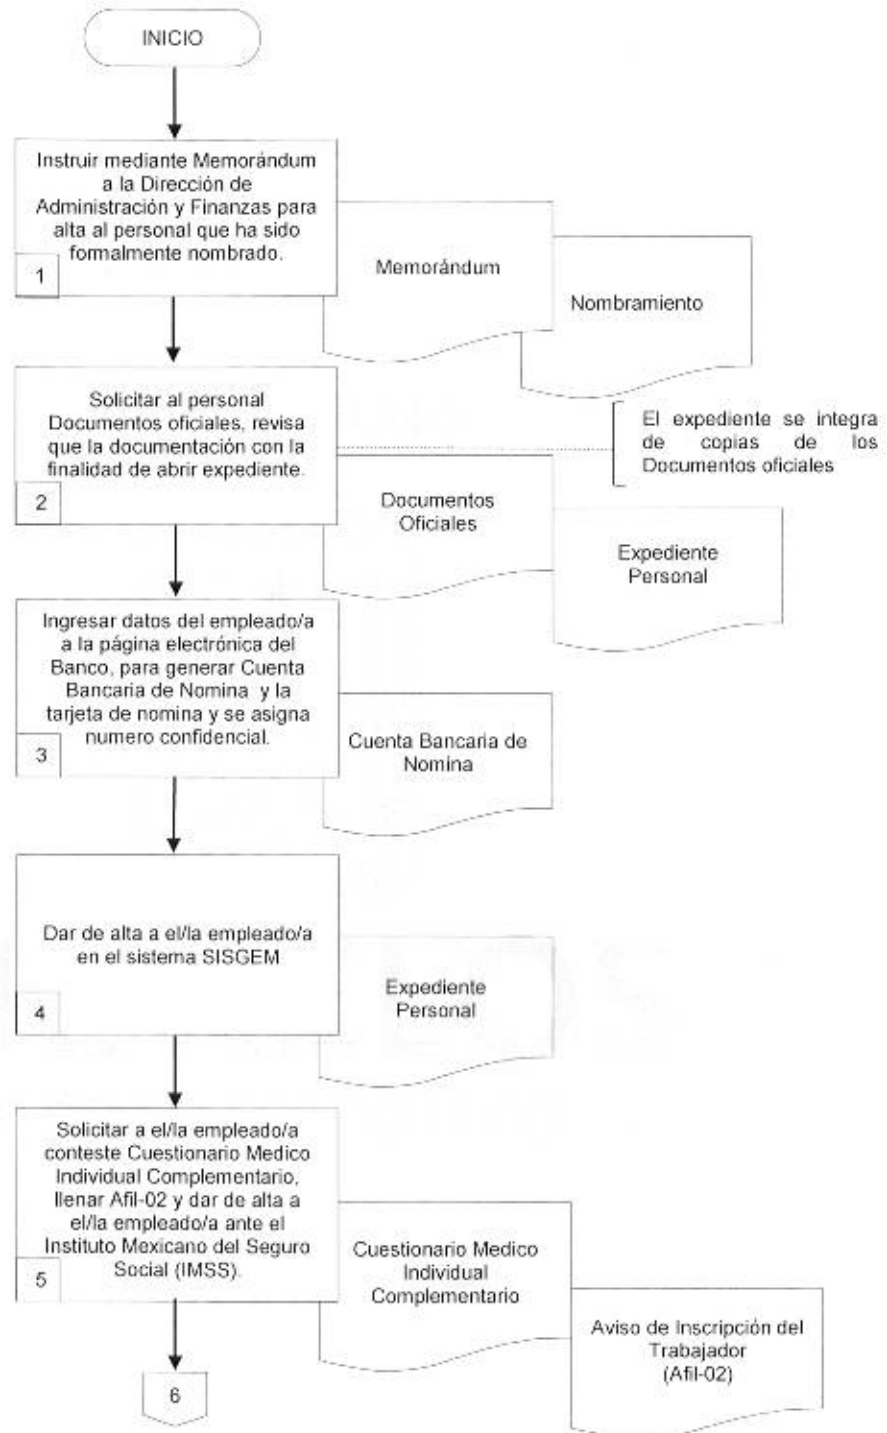 INICIO
Instruir mediante Memorándum
a la Dirección de
Administración y Finanzas para
alta al personal que ha sido
formalmente nombrado.
1
Memorándum
Nombramiento
Solicitar al personal
Documentos oficiales, revisa
que la documentación con la
finalidad de abrir expediente.
2
El expediente se integra
de copias de los
Documentos oficiales
Documentos
Oficiales
Expediente
Personal
Ingresar datos del empleado/a
a la página electrónica del
Banco, para generar Cuenta
Bancaria de Nomina y la
tarjeta de nomina y se asigna
numero confidencial.
3
Cuenta Bancaria de
Nomina
Dar de alta a el/la empleado/a
en el sistema SISGEM
4
Expediente
Personal
Solicitar a el/la empleado/a
conteste Cuestionario Medico
Individual Complementario,
llenar Afil-02 y dar de alta a
el/la empleado/a ante el
Instituto Mexicano del Seguro
Social (IMSS).
5
Cuestionario Medico
Individual
Complementario
Aviso de Inscripción del
Trabajador
(Afil-02)
6